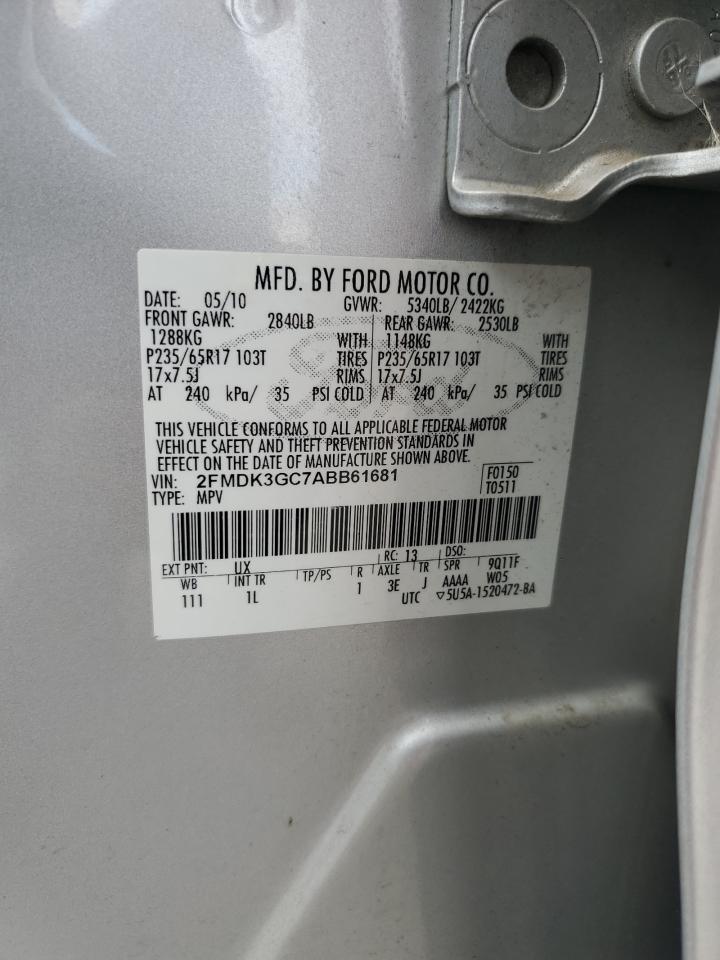 MFD. BY FORD MOTOR CO.
DATE: 05/10 GVWR: 5340LB/ 2422KG
FRONT GAWR: 2840LB REAR GAWR: 2530LB
1288KG WITH 1148KG WITH
P235/65R17 103T TIRES P235/65R17 103T TIRES
17x7.5J RIMS 17x7.5J RIMS
AT 240 kPa/ 35 PSI COLD AT 240 kPa/ 35 PSI COLD
THIS VEHICLE CONFORMS TO ALL APPLICABLE FEDERAL MOTOR
VEHICLE SAFETY AND THEFT PREVENTION STANDARDS IN
EFFECT ON THE DATE OF MANUFACTURE SHOWN ABOVE.
VIN: 2FMDK3GC7ABB61681 F0150
TYPE: MPV T0511
EXT PNT: UX RC: 13 DSO:
WB INT TR TP/PS R AXLE TR SPR 9Q11F
111 1L 1 3E J AAAA W05
UTC ▽5U5A-1520472-BA